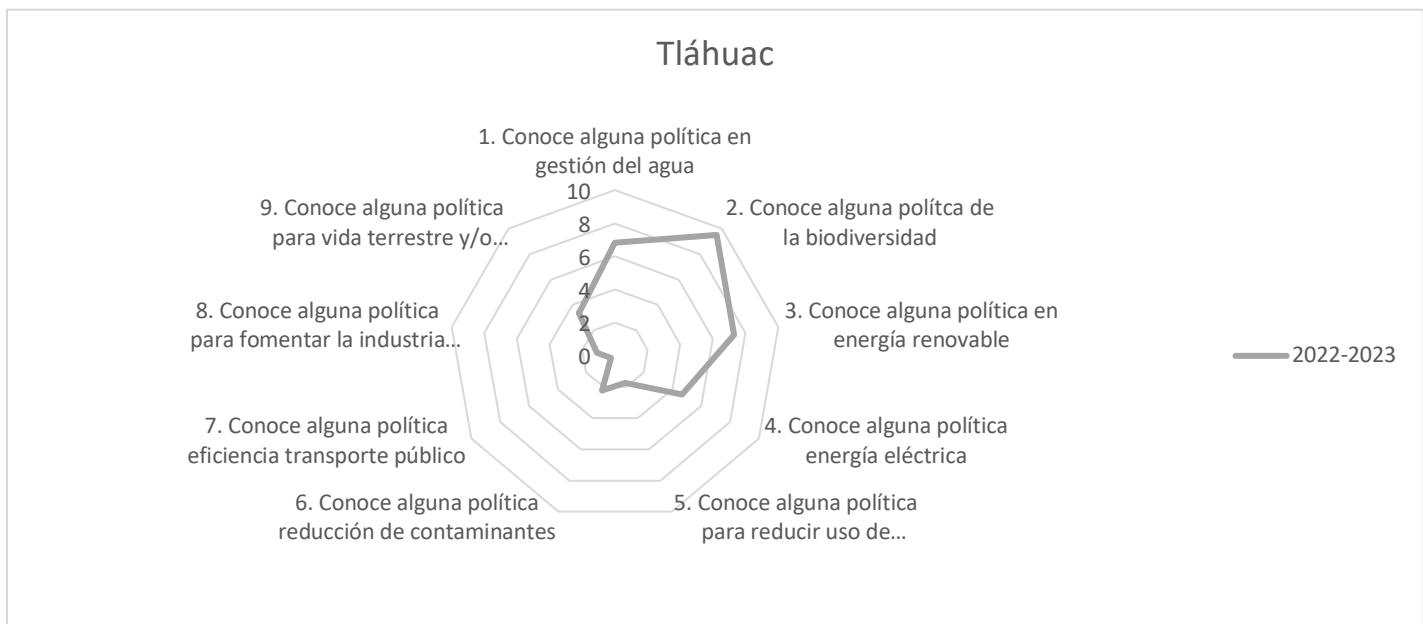 Tláhuac
1. Conoce alguna política en
gestión del agua
2. Conoce alguna polítca de
la biodiversidad
3. Conoce alguna política en
energía renovable
4. Conoce alguna política
energía eléctrica
5. Conoce alguna política
para reducir uso de...
6. Conoce alguna política
reducción de contaminantes
7. Conoce alguna política
eficiencia transporte público
8. Conoce alguna política
para fomentar la industria...
9. Conoce alguna política
para vida terrestre y/o...
10
8
6
4
2
0
2022-2023